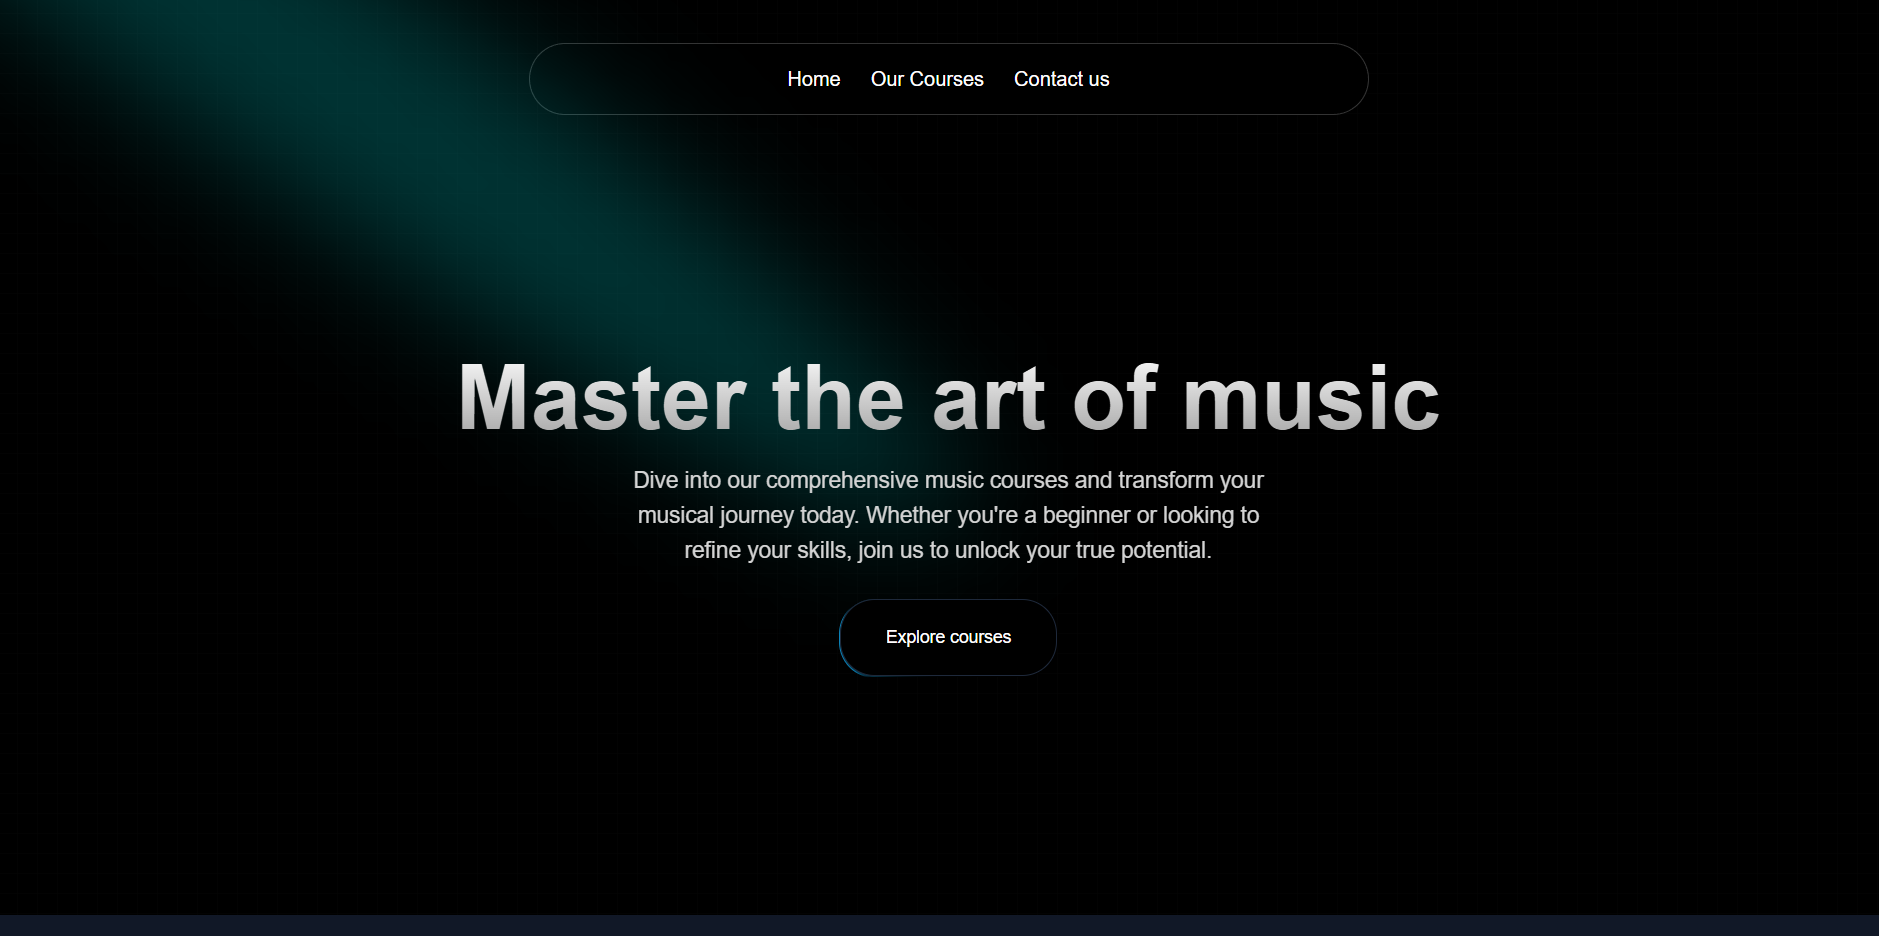 Home Our Courses Contact us
Master the art of music
Dive into our comprehensive music courses and transform your
musical journey today. Whether you're a beginner or looking to
refine your skills, join us to unlock your true potential.
Explore courses